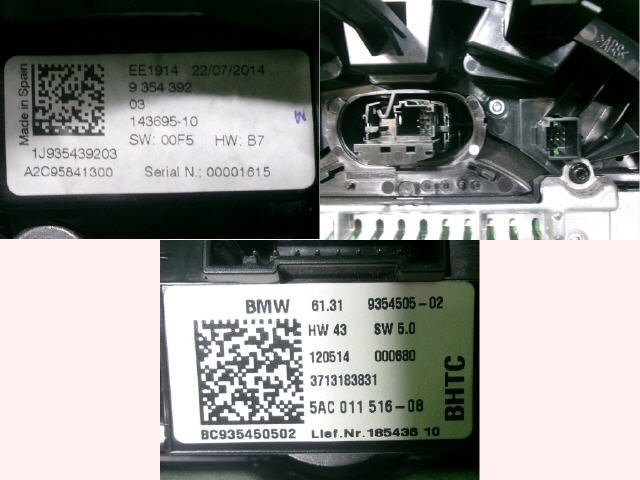 Made in Spain
EE1914 22/07/2014
9 354 392
03
143695-10
SW: 00F5 HW: B7
1J935439203
A2C95841300 Serial N.: 00001615
BMW 61.31 9354505-02
HW 43 SW 5.0
120514 000680
3713183831
5AC 011 516-08
BHTC
BC935450502 Lief.Nr.185436 10